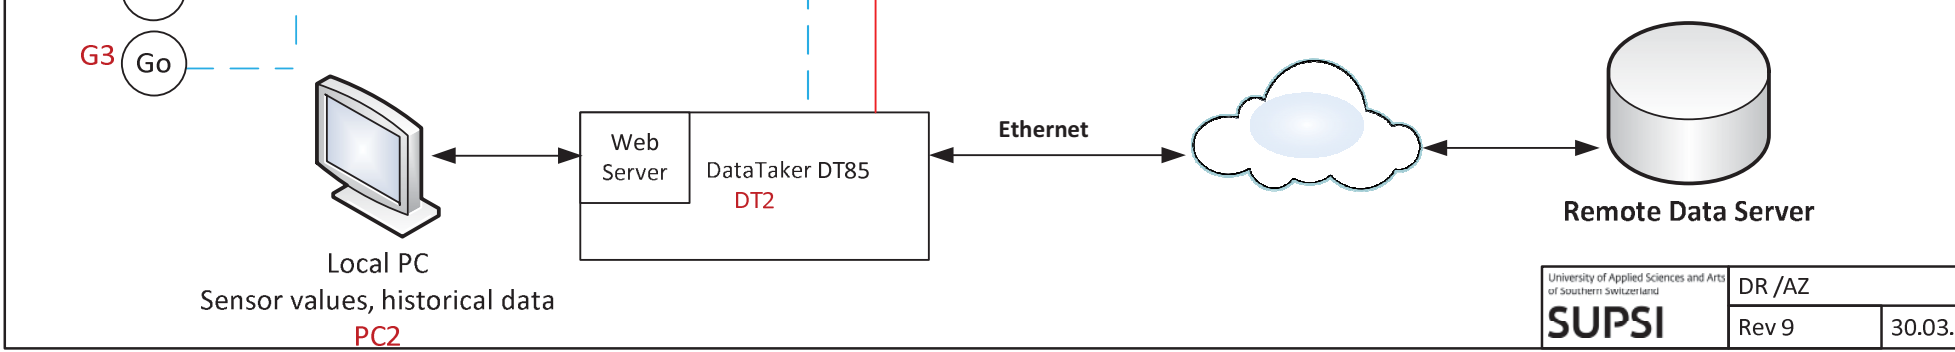 G3
Go
Web
Server
DataTaker DT85
DT2
Ethernet
Remote Data Server
Local PC
Sensor values, historical data
PC2
University of Applied Sciences and Arts
of Southern Switzerland
SUPSI
DR /AZ
Rev 9
30.03.